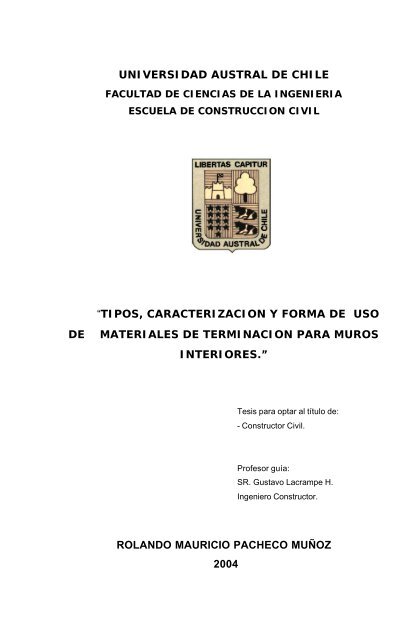 UNIVERSIDAD AUSTRAL DE CHILE
FACULTAD DE CIENCIAS DE LA INGENIERIA
ESCUELA DE CONSTRUCCION CIVIL
LIBERTAS CAPITUR
UNIVERSIDAD AUSTRAL DE CHILE
“TIPOS, CARACTERIZACION Y FORMA DE USO
DE MATERIALES DE TERMINACION PARA MUROS
INTERIORES.”
Tesis para optar al título de:
- Constructor Civil.
Profesor guía:
SR. Gustavo Lacrampe H.
Ingeniero Constructor.
ROLANDO MAURICIO PACHECO MUÑOZ
2004